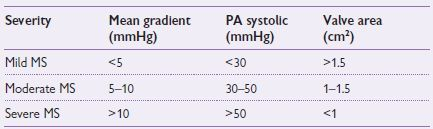 Severity Mean gradient (mmHg) PA systolic (mmHg) Valve area (cm²)
Mild MS <5 <30 >1.5
Moderate MS 5–10 30–50 1–1.5
Severe MS >10 >50 <1